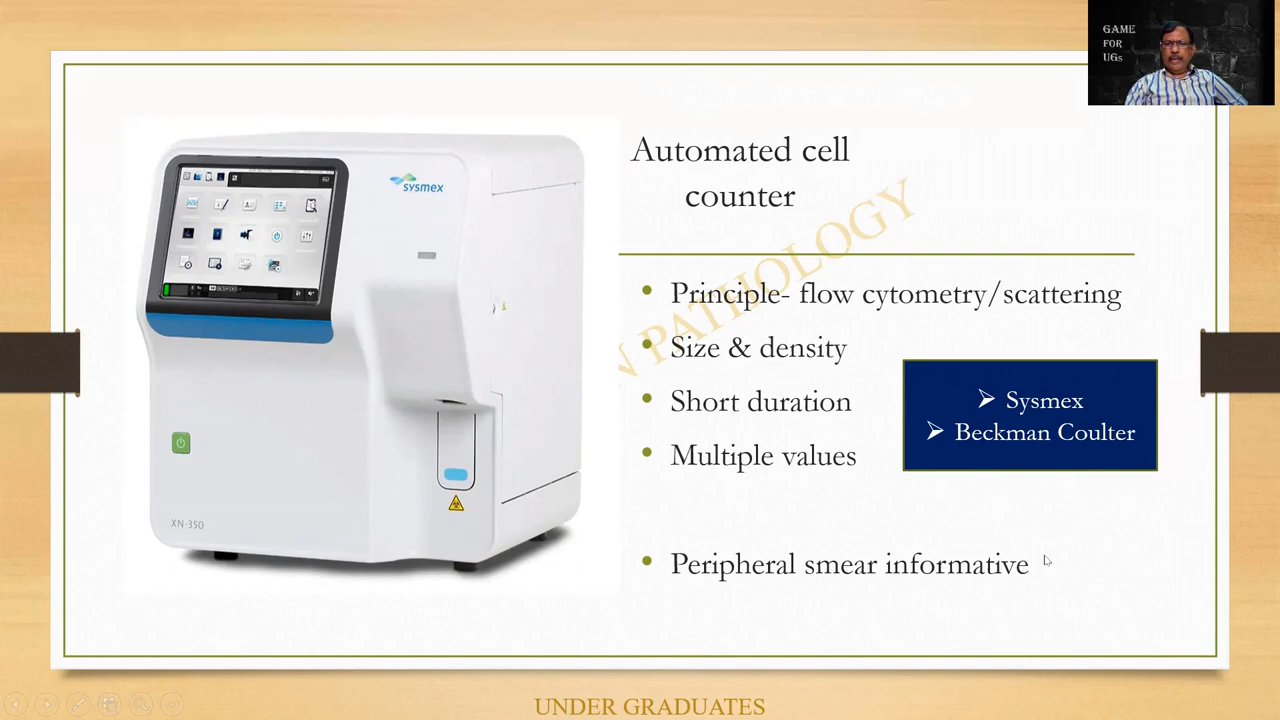 GAME
FOR
UGs
Automated cell
counter
sysmex
N PATHOLOGY
Principle- flow cytometry/scattering
Size & density
Short duration
Multiple values
Sysmex
Beckman Coulter
Peripheral smear informative
XN-350
UNDER GRADUATES